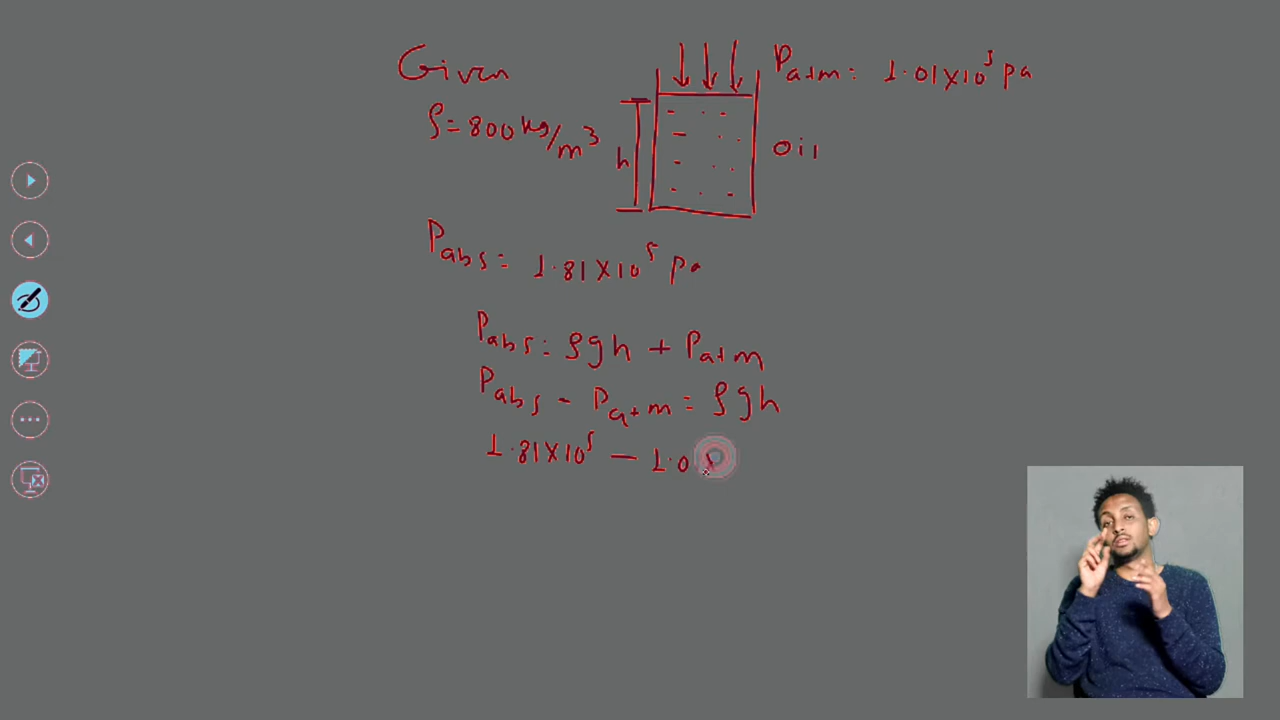 Given
Patm = 1.01×10⁵ pa
ρ = 800 kg/m³
h
oil
Pabs = 1.81×10⁵ pa
Pabs = ρgh + Patm
Pabs - Patm = ρgh
1.81×10⁵ — 1.0